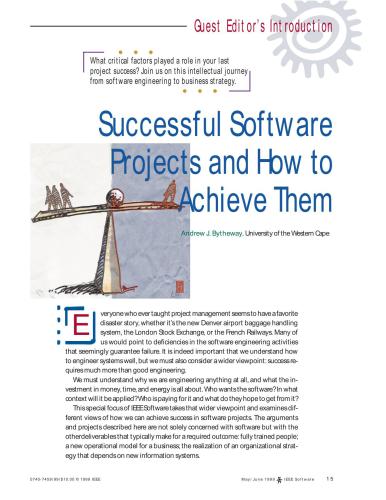 Guest Editor's Introduction
What critical factors played a role in your last
project success? Join us on this intellectual journey
from software engineering to business strategy.
Successful Software
Projects and How to
Achieve Them
Andrew J. Bytheway, University of the Western Cape
Everyone who ever taught project management seems to have a favorite
disaster story, whether it's the new Denver airport baggage handling
system, the London Stock Exchange, or the French Railways. Many of
us would point to deficiencies in the software engineering activities
that seemingly guarantee failure. It is indeed important that we understand how
to engineer systems well, but we must also consider a wider viewpoint: success re-
quires much more than good engineering.
We must understand why we are engineering anything at all, and what the in-
vestment in money, time, and energy is all about. Who wants the software? In what
context will it be applied? Who is paying for it and what do they hope to get from it?
This special focus of IEEE Software takes that wider viewpoint and examines dif-
ferent views of how we can achieve success in software projects. The arguments
and projects described here are not solely concerned with software but with the
other deliverables that typically make for a required outcome: fully trained people;
a new operational model for a business; the realization of an organizational strat-
egy that depends on new information systems.
0740-7459/99/$10.00 © 1999 IEEE
May/June 1999 IEEE Software 15